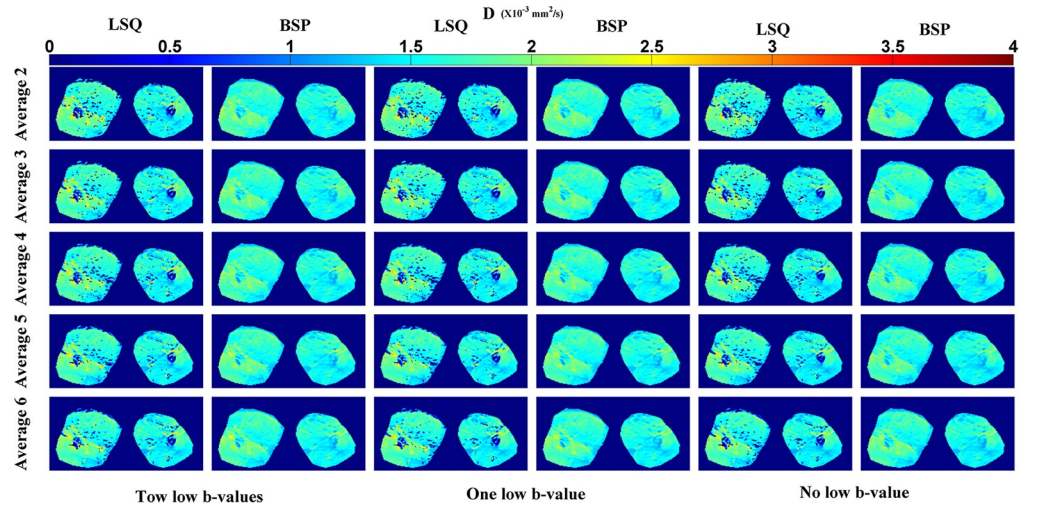 D (X10⁻³ mm²/s)
LSQ BSP LSQ BSP LSQ BSP
0 0.5 1 1.5 2 2.5 3 3.5 4
Average 2
Average 3
Average 4
Average 5
Average 6
Tow low b-values One low b-value No low b-value